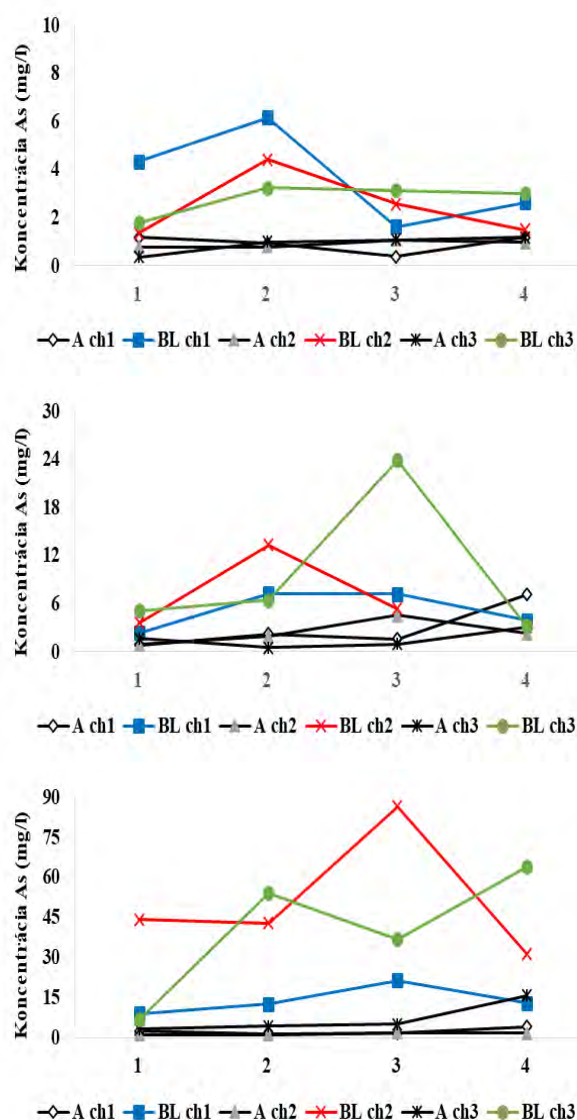 Koncentrácia As (mg/l)
10
8
6
4
2
0
1 2 3 4
A ch1 BL ch1 A ch2 BL ch2 A ch3 BL ch3
Koncentrácia As (mg/l)
30
24
18
12
6
0
1 2 3 4
A ch1 BL ch1 A ch2 BL ch2 A ch3 BL ch3
Koncentrácia As (mg/l)
90
75
60
45
30
15
0
1 2 3 4
A ch1 BL ch1 A ch2 BL ch2 A ch3 BL ch3